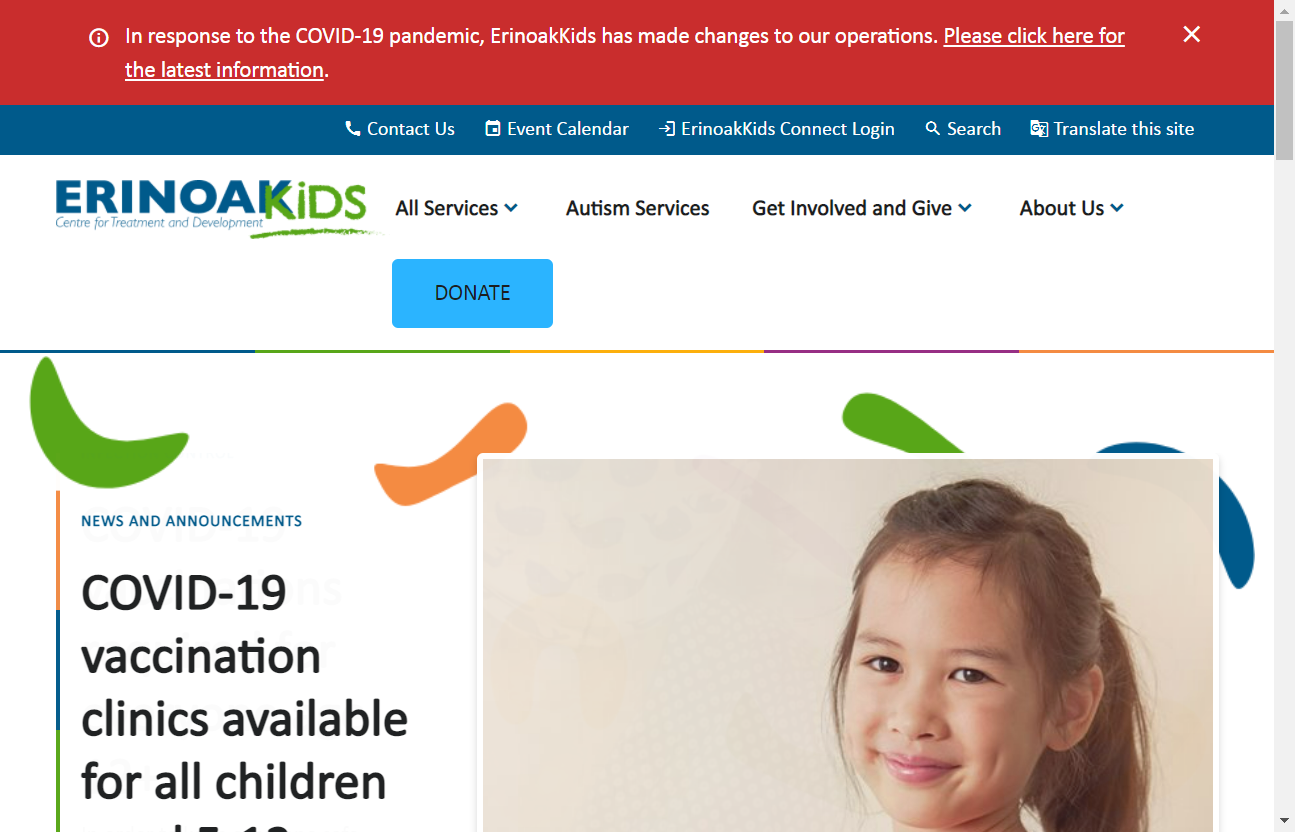 In response to the COVID-19 pandemic, ErinoakKids has made changes to our operations. Please click here for
the latest information.
Contact Us Event Calendar ErinoakKids Connect Login Search Translate this site
ERINOAKKiDS
Centre for Treatment and Development
All Services Autism Services Get Involved and Give About Us
DONATE
NEWS AND ANNOUNCEMENTS
COVID-19
vaccination
clinics available
for all children